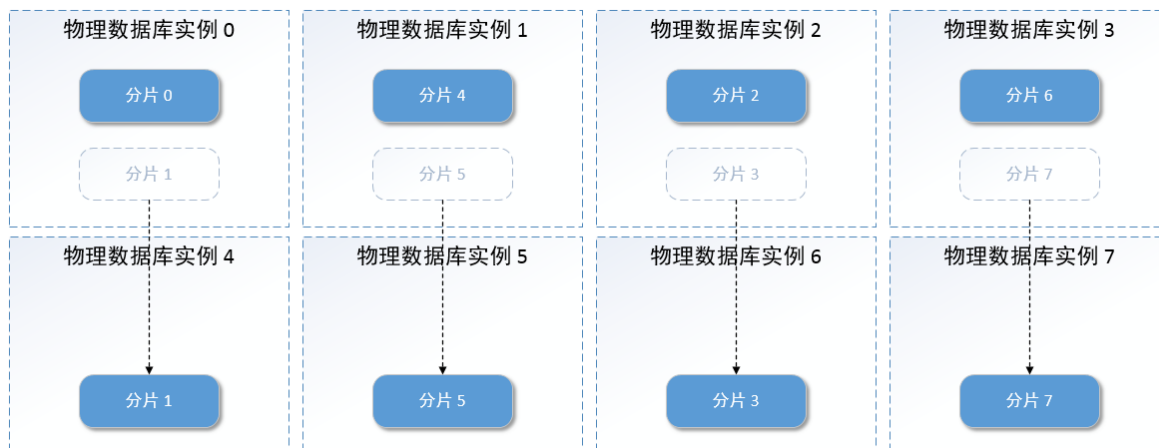 物理数据库实例 0
分片 0
分片 1
物理数据库实例 1
分片 4
分片 5
物理数据库实例 2
分片 2
分片 3
物理数据库实例 3
分片 6
分片 7
物理数据库实例 4
分片 1
物理数据库实例 5
分片 5
物理数据库实例 6
分片 3
物理数据库实例 7
分片 7